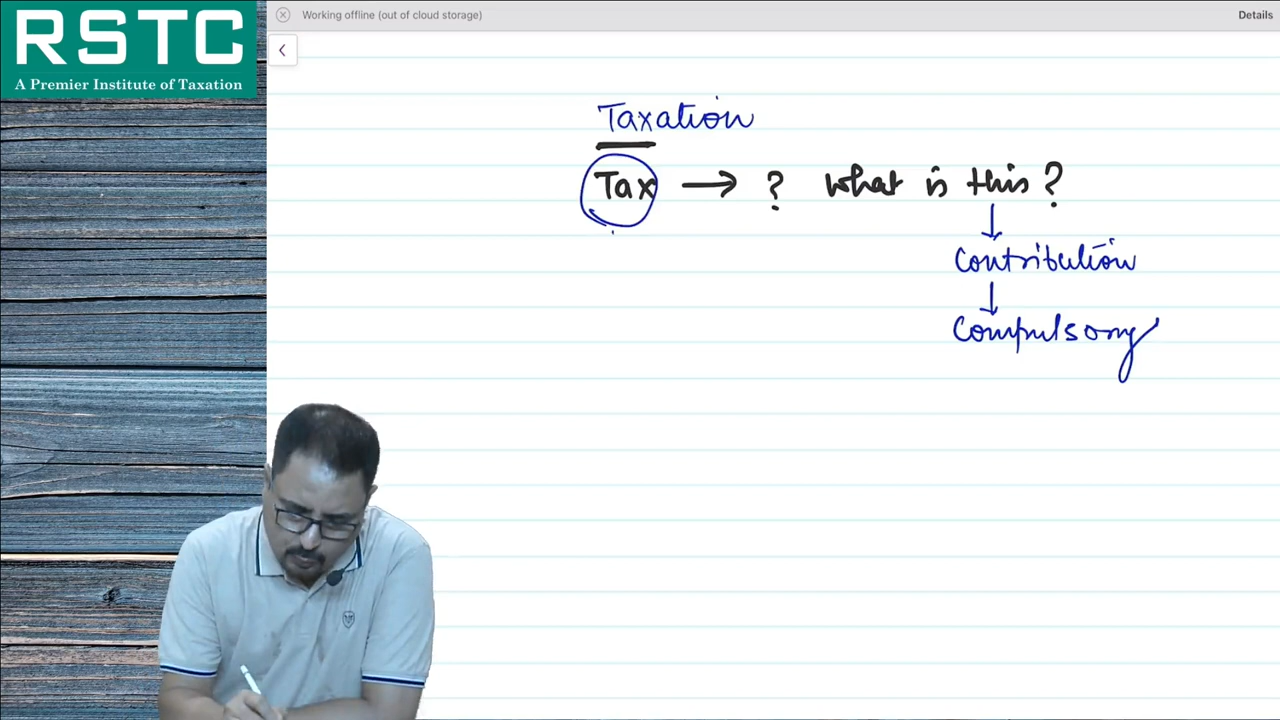 RSTC
A Premier Institute of Taxation
Working offline (out of cloud storage)
Details
Taxation
Tax → ? What is this ?
↓
Contribution
↓
Compulsory